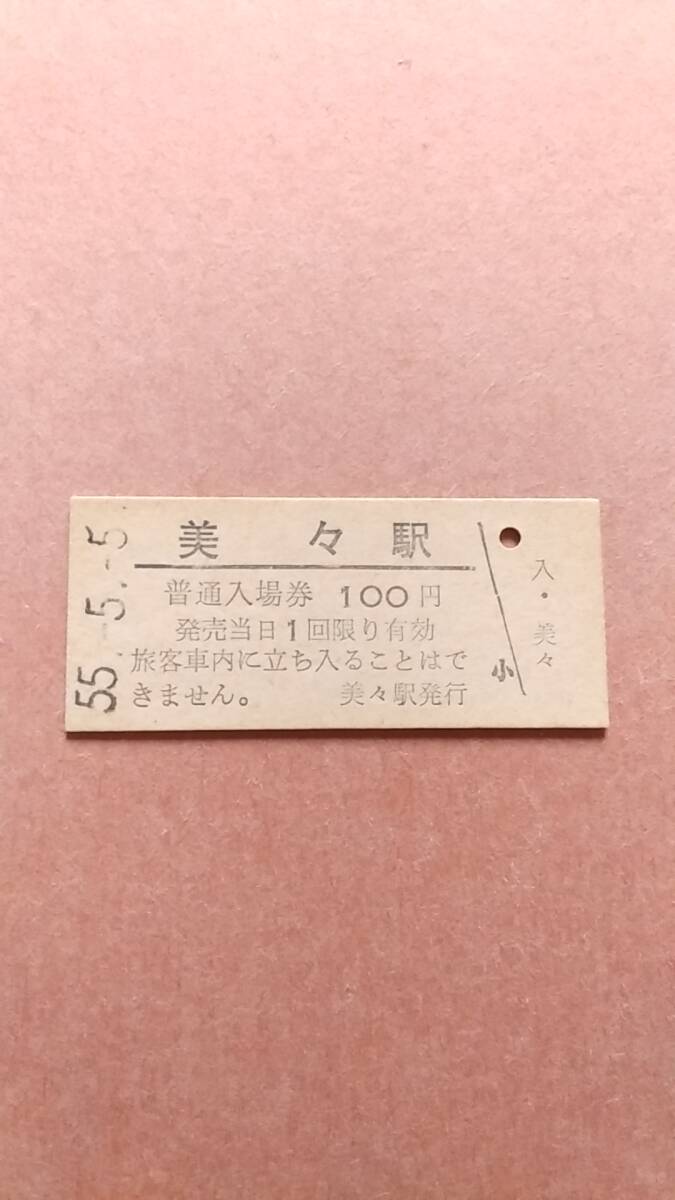 美々駅
普通入場券 100円
発売当日1回限り有効
旅客車内に立ち入ることはで
きません。 美々駅発行
55.-5.-5
小
入・美々